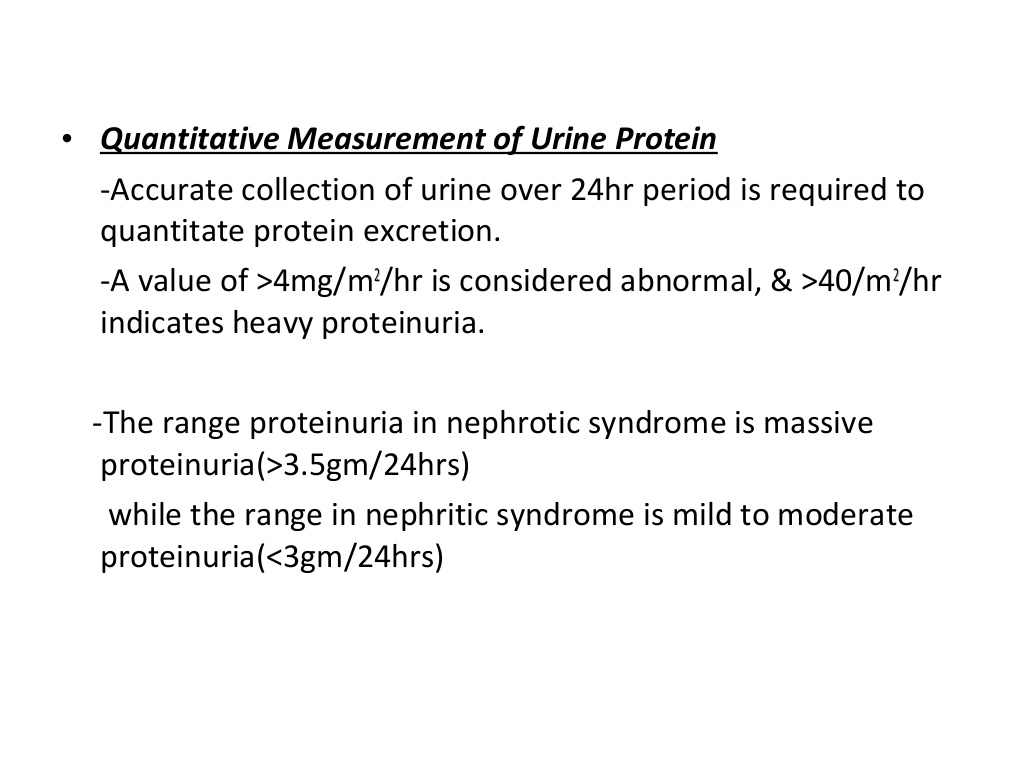 • Quantitative Measurement of Urine Protein
-Accurate collection of urine over 24hr period is required to
quantitate protein excretion.
-A value of >4mg/m²/hr is considered abnormal, & >40/m²/hr
indicates heavy proteinuria.
-The range proteinuria in nephrotic syndrome is massive
proteinuria(>3.5gm/24hrs)
while the range in nephritic syndrome is mild to moderate
proteinuria(<3gm/24hrs)